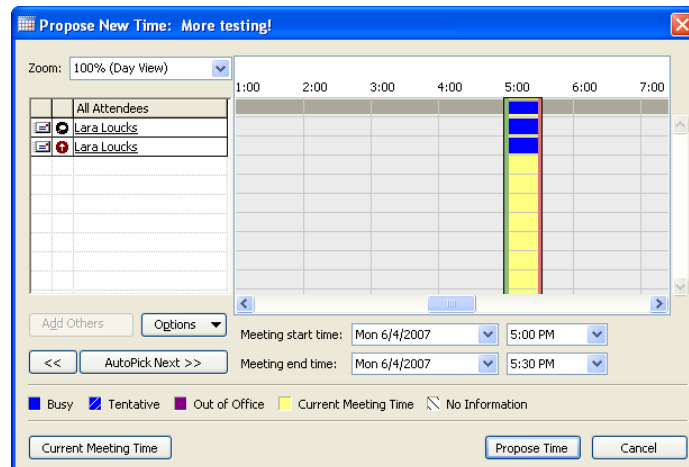 Propose New Time: More testing!
Zoom: 100% (Day View)
1:00 2:00 3:00 4:00 5:00 6:00 7:00
All Attendees
Lara Loucks
Lara Loucks
Add Others Options
Meeting start time: Mon 6/4/2007 5:00 PM
<< AutoPick Next >> Meeting end time: Mon 6/4/2007 5:30 PM
Busy Tentative Out of Office Current Meeting Time No Information
Current Meeting Time Propose Time Cancel